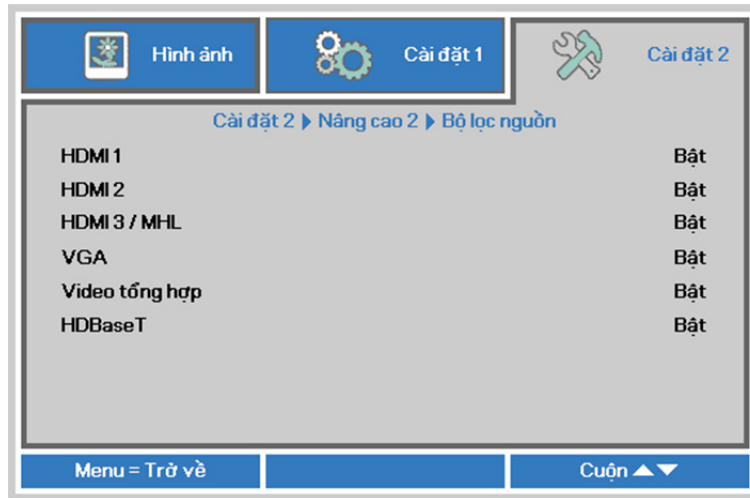 Hình ảnh Cài đặt 1 Cài đặt 2
Cài đặt 2 ▶ Nâng cao 2 ▶ Bộ lọc nguồn
HDMI 1 Bật
HDMI 2 Bật
HDMI 3 / MHL Bật
VGA Bật
Video tổng hợp Bật
HDBaseT Bật
Menu = Trở về Cuộn ▲▼